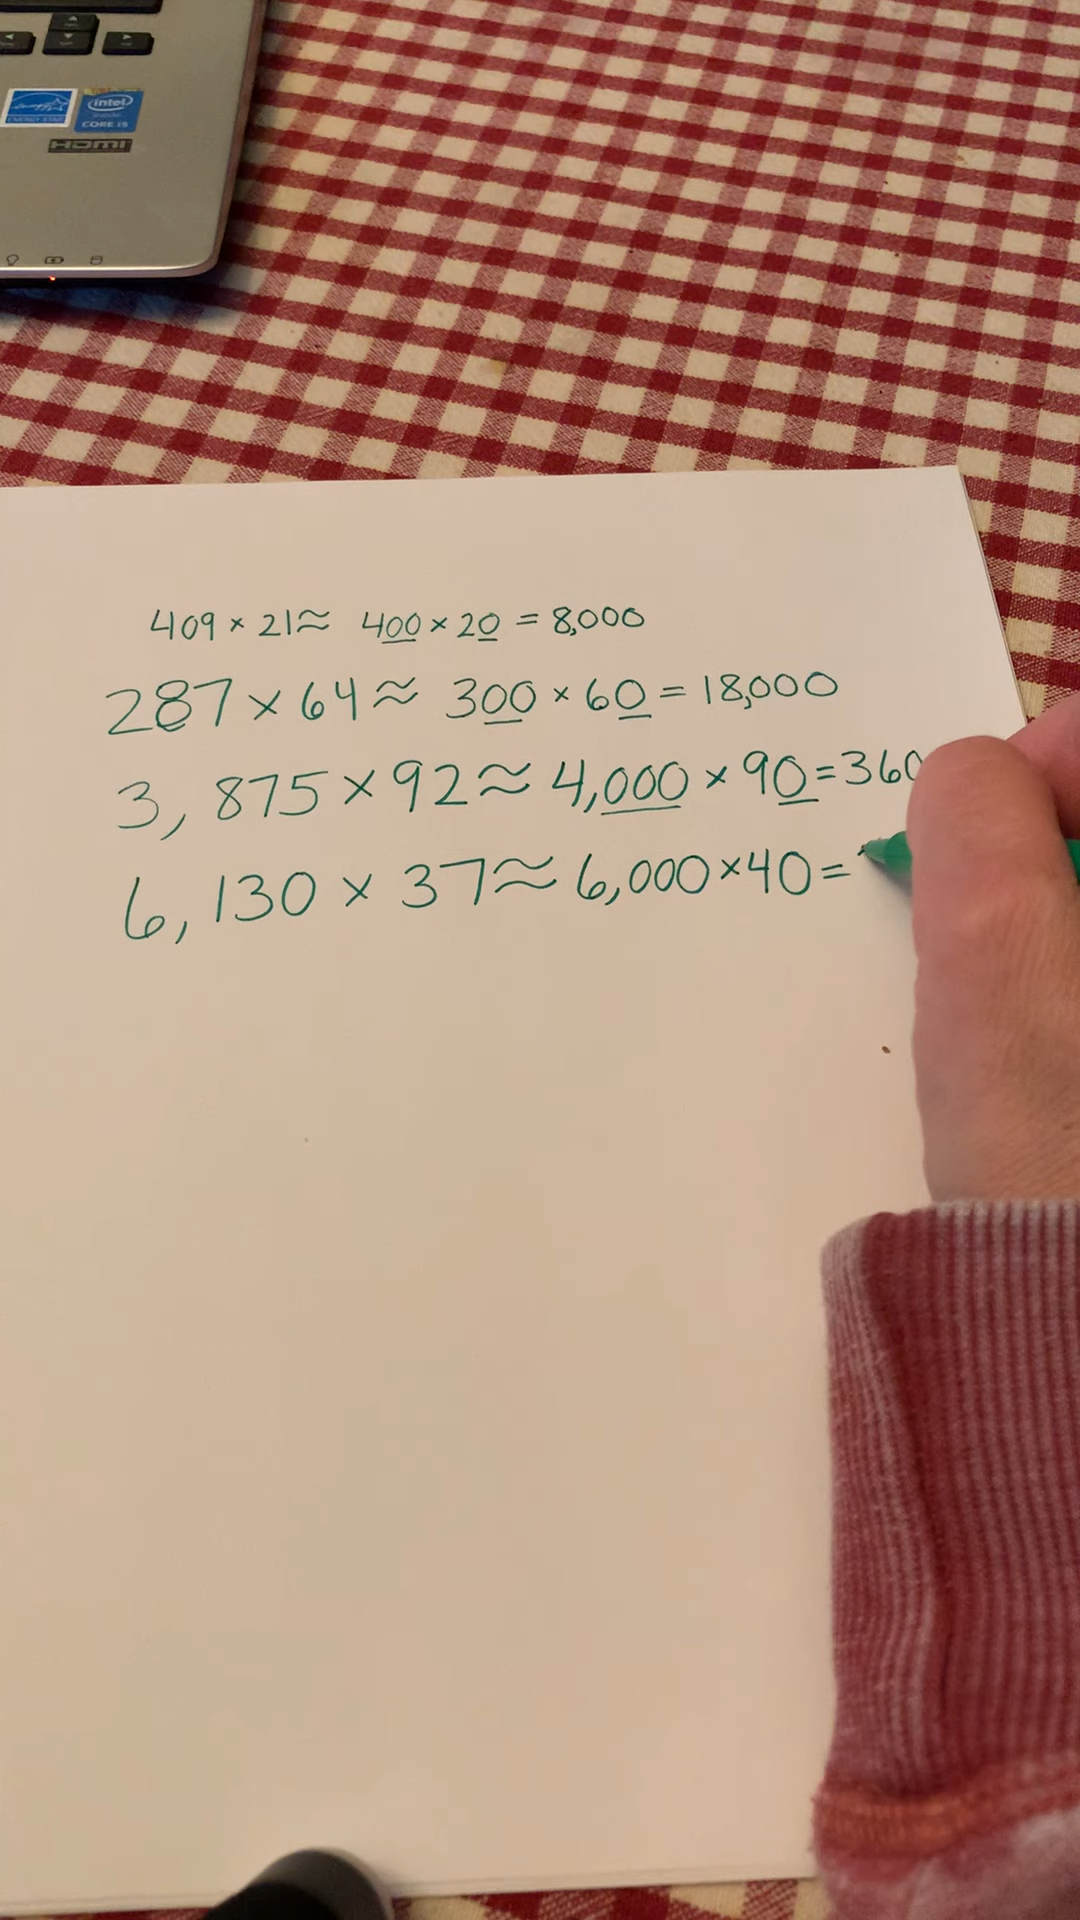 intel
CORE i5
HDMI
409 × 21 ≈ 400 × 20 = 8,000
287 × 64 ≈ 300 × 60 = 18,000
3,875 × 92 ≈ 4,000 × 90 = 360
6,130 × 37 ≈ 6,000 × 40 =